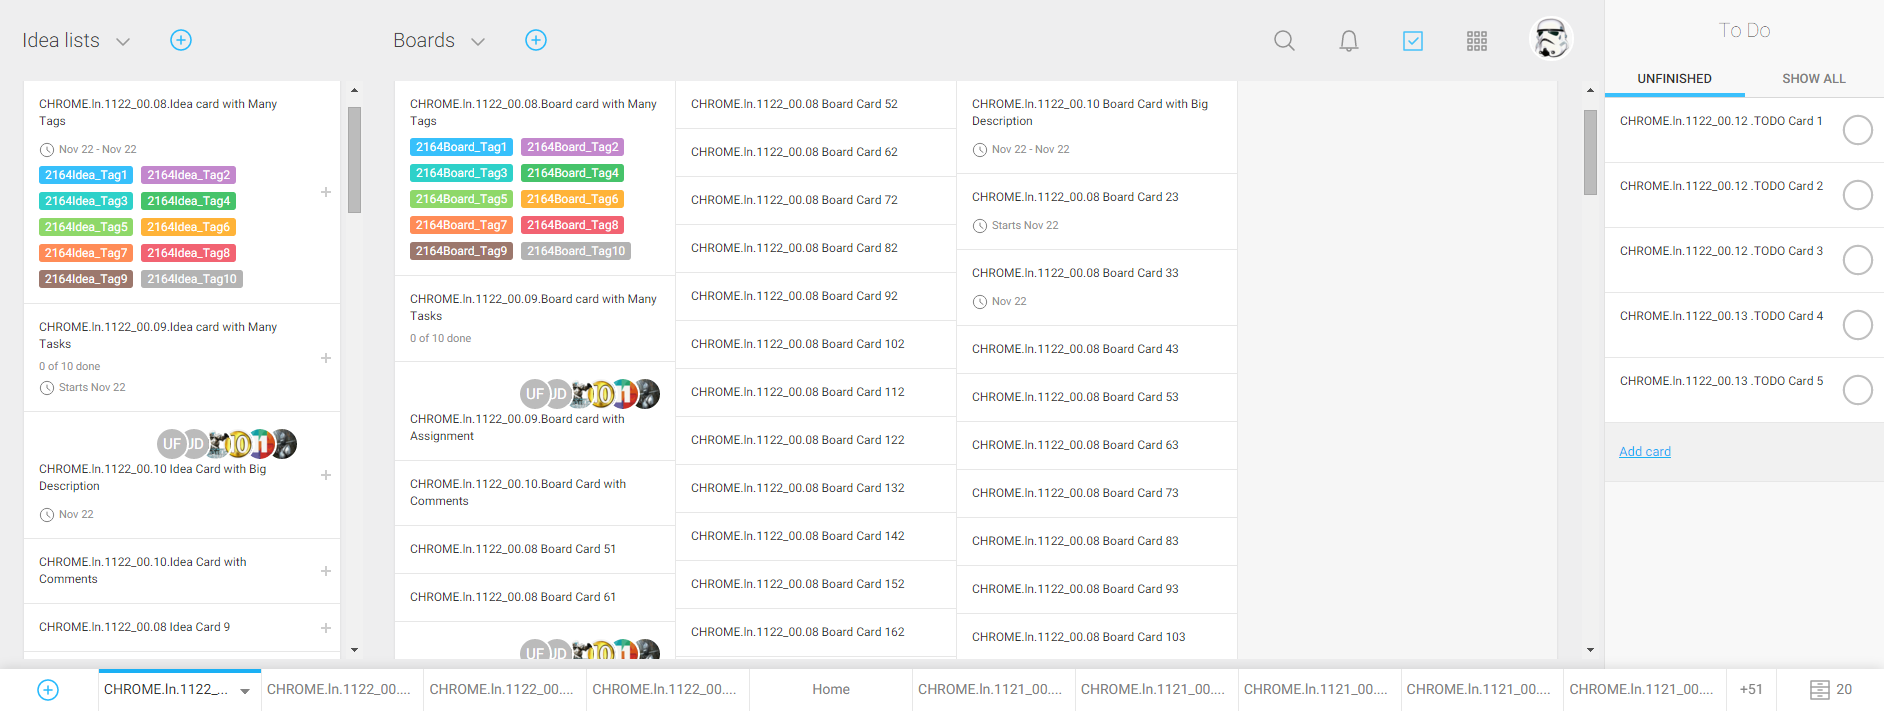 Idea lists
CHROME.In.1122_00.08.Idea card with Many
Tags
Nov 22 - Nov 22
2164Idea_Tag1 2164Idea_Tag2
2164Idea_Tag3 2164Idea_Tag4
2164Idea_Tag5 2164Idea_Tag6
2164Idea_Tag7 2164Idea_Tag8
2164Idea_Tag9 2164Idea_Tag10
CHROME.In.1122_00.09.Idea card with Many
Tasks
0 of 10 done
Starts Nov 22
UF JD
CHROME.In.1122_00.10 Idea Card with Big
Description
Nov 22
CHROME.In.1122_00.10.Idea Card with
Comments
CHROME.In.1122_00.08 Idea Card 9
Boards
CHROME.In.1122_00.08.Board card with Many
Tags
2164Board_Tag1 2164Board_Tag2
2164Board_Tag3 2164Board_Tag4
2164Board_Tag5 2164Board_Tag6
2164Board_Tag7 2164Board_Tag8
2164Board_Tag9 2164Board_Tag10
CHROME.In.1122_00.09.Board card with Many
Tasks
0 of 10 done
UF JD
CHROME.In.1122_00.09.Board card with
Assignment
CHROME.In.1122_00.10.Board Card with
Comments
CHROME.In.1122_00.08 Board Card 51
CHROME.In.1122_00.08 Board Card 61
UF JD
CHROME.In.1122_00.08 Board Card 52
CHROME.In.1122_00.08 Board Card 62
CHROME.In.1122_00.08 Board Card 72
CHROME.In.1122_00.08 Board Card 82
CHROME.In.1122_00.08 Board Card 92
CHROME.In.1122_00.08 Board Card 102
CHROME.In.1122_00.08 Board Card 112
CHROME.In.1122_00.08 Board Card 122
CHROME.In.1122_00.08 Board Card 132
CHROME.In.1122_00.08 Board Card 142
CHROME.In.1122_00.08 Board Card 152
CHROME.In.1122_00.08 Board Card 162
CHROME.In.1122_00.10 Board Card with Big
Description
Nov 22 - Nov 22
CHROME.In.1122_00.08 Board Card 23
Starts Nov 22
CHROME.In.1122_00.08 Board Card 33
Nov 22
CHROME.In.1122_00.08 Board Card 43
CHROME.In.1122_00.08 Board Card 53
CHROME.In.1122_00.08 Board Card 63
CHROME.In.1122_00.08 Board Card 73
CHROME.In.1122_00.08 Board Card 83
CHROME.In.1122_00.08 Board Card 93
CHROME.In.1122_00.08 Board Card 103
To Do
UNFINISHED SHOW ALL
CHROME.In.1122_00.12 .TODO Card 1
CHROME.In.1122_00.12 .TODO Card 2
CHROME.In.1122_00.12 .TODO Card 3
CHROME.In.1122_00.13 .TODO Card 4
CHROME.In.1122_00.13 .TODO Card 5
Add card
CHROME.In.1122_... CHROME.In.1122_00.... CHROME.In.1122_00.... CHROME.In.1122_00.... Home CHROME.In.1121_00.... CHROME.In.1121_00.... CHROME.In.1121_00.... CHROME.In.1121_00.... CHROME.In.1121_00.... +51 20